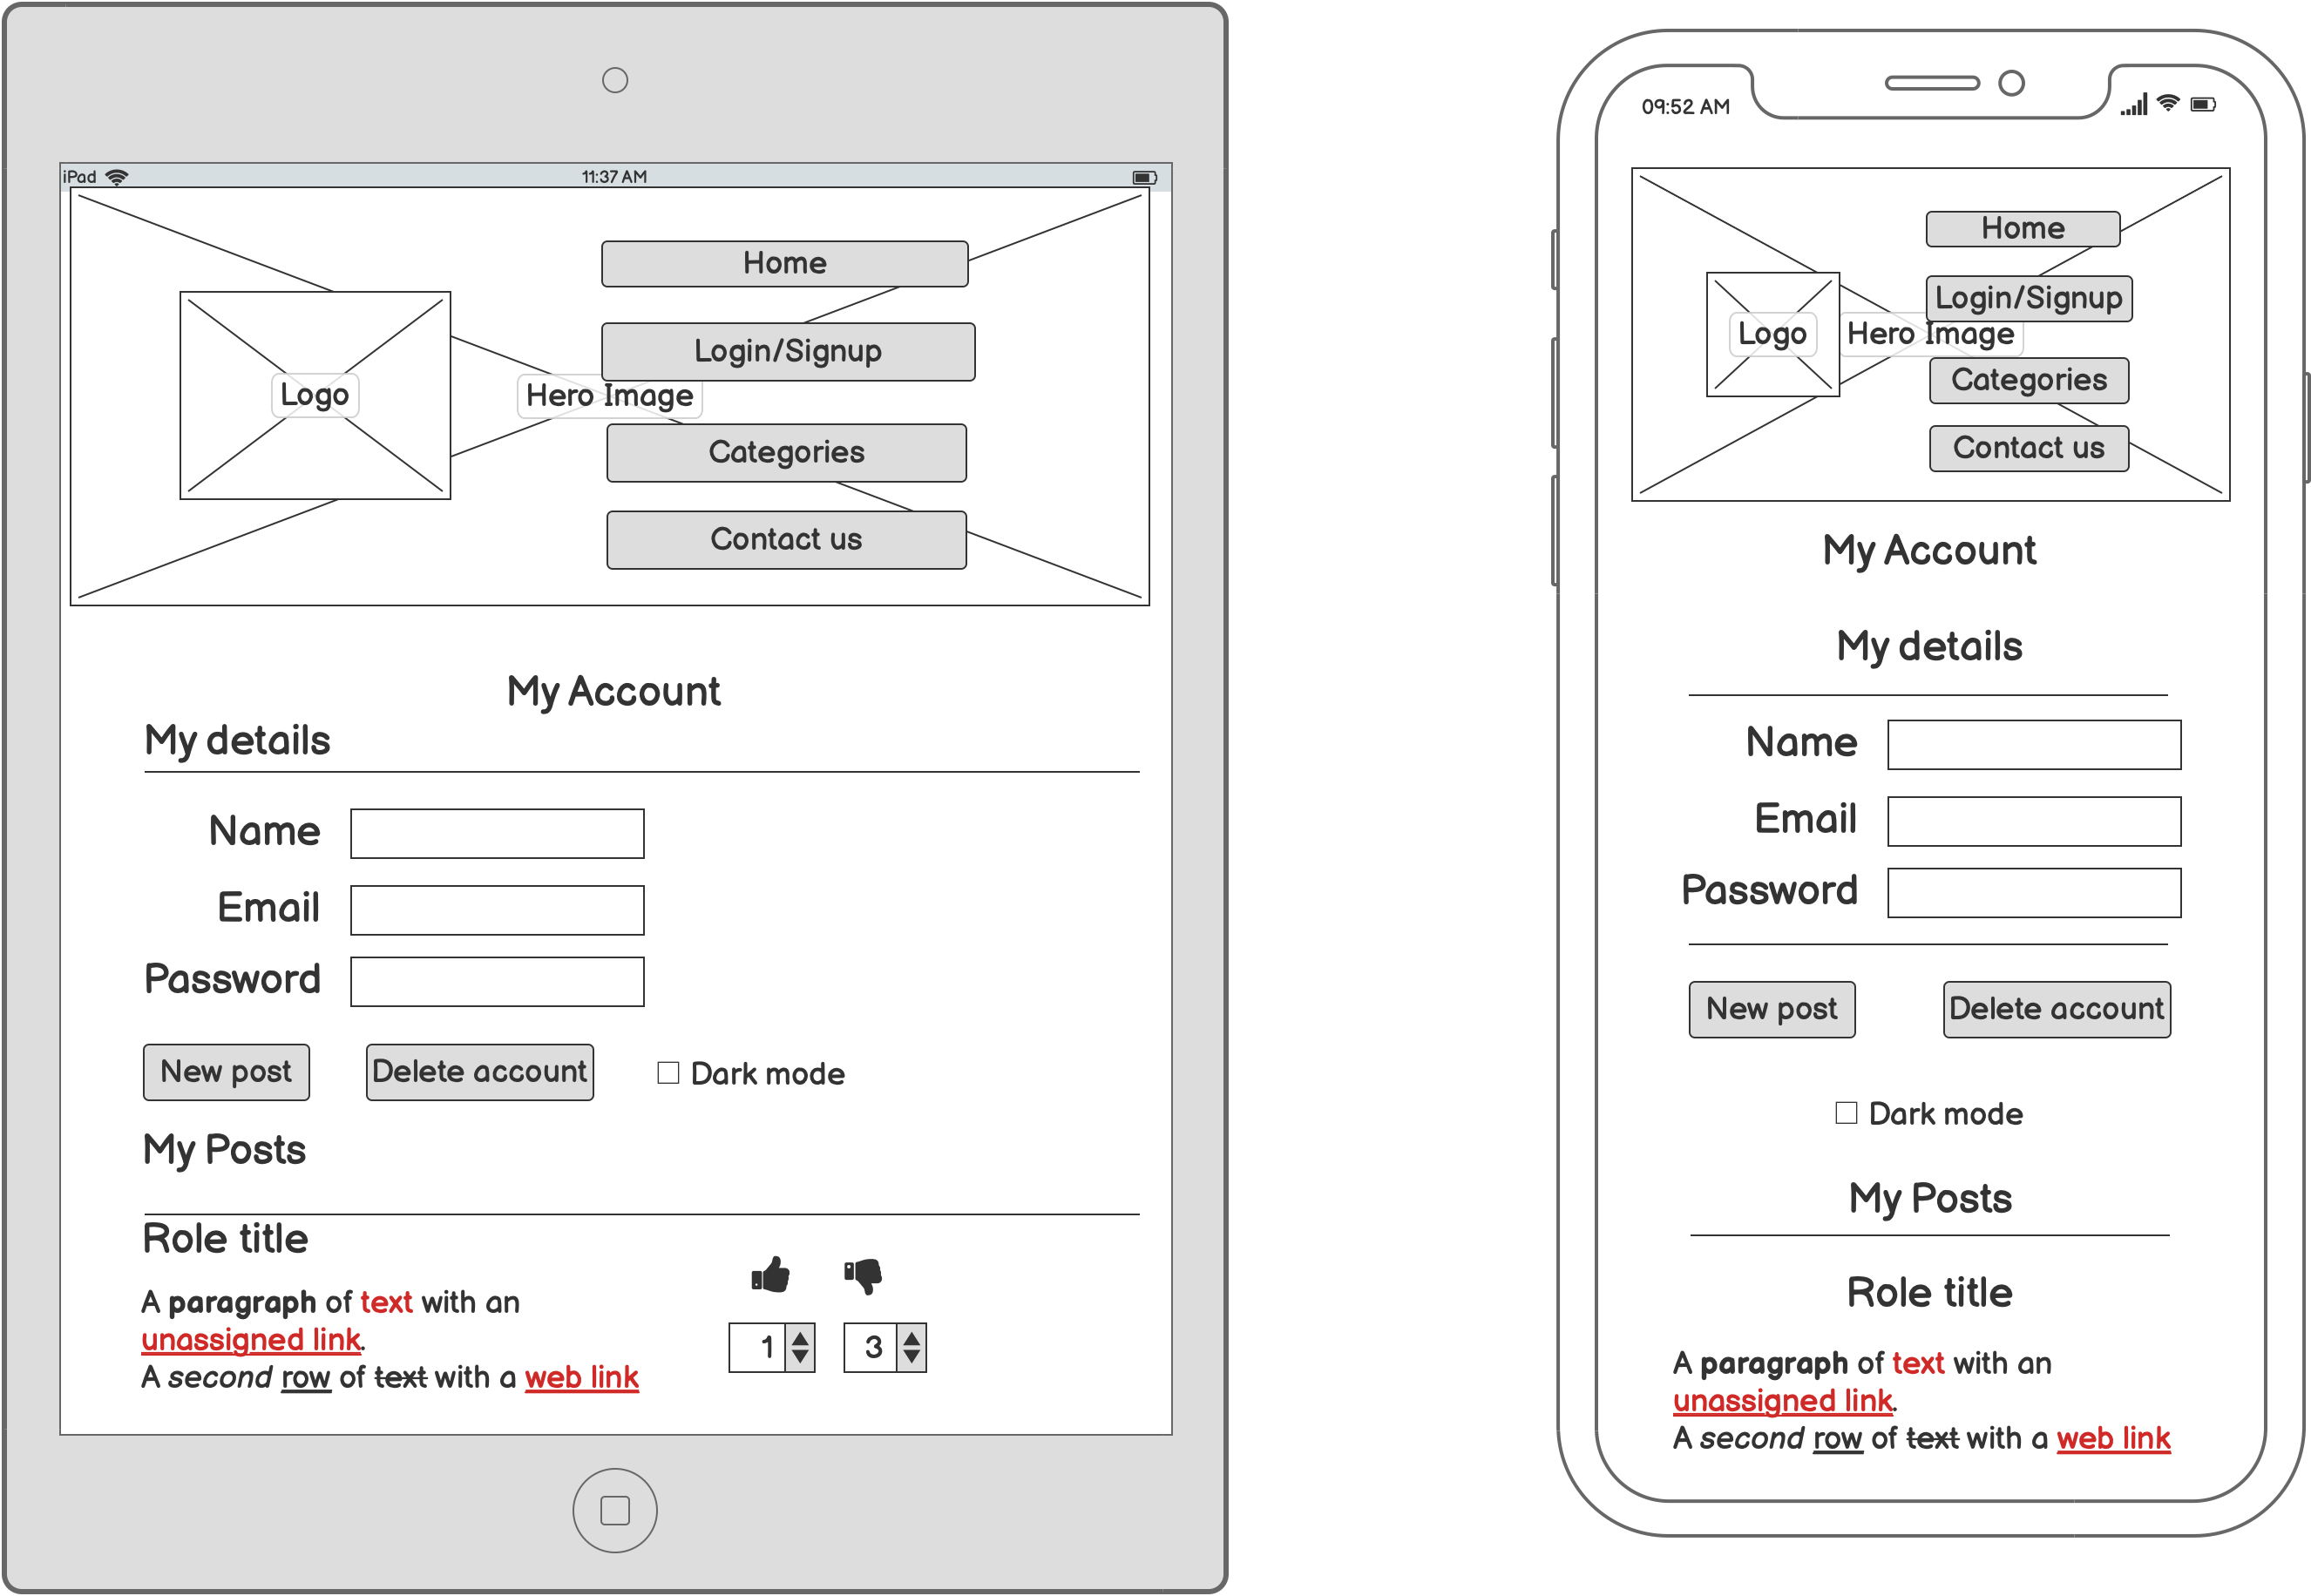 iPad
11:37 AM
Home
Login/Signup
Logo
Hero Image
Categories
Contact us
My Account
My details
Name
Email
Password
New post
Delete account
Dark mode
My Posts
Role title
A paragraph of text with an
unassigned link.
A second row of text with a web link
1
3
09:52 AM
Home
Login/Signup
Logo
Hero Image
Categories
Contact us
My Account
My details
Name
Email
Password
New post
Delete account
Dark mode
My Posts
Role title
A paragraph of text with an
unassigned link.
A second row of text with a web link